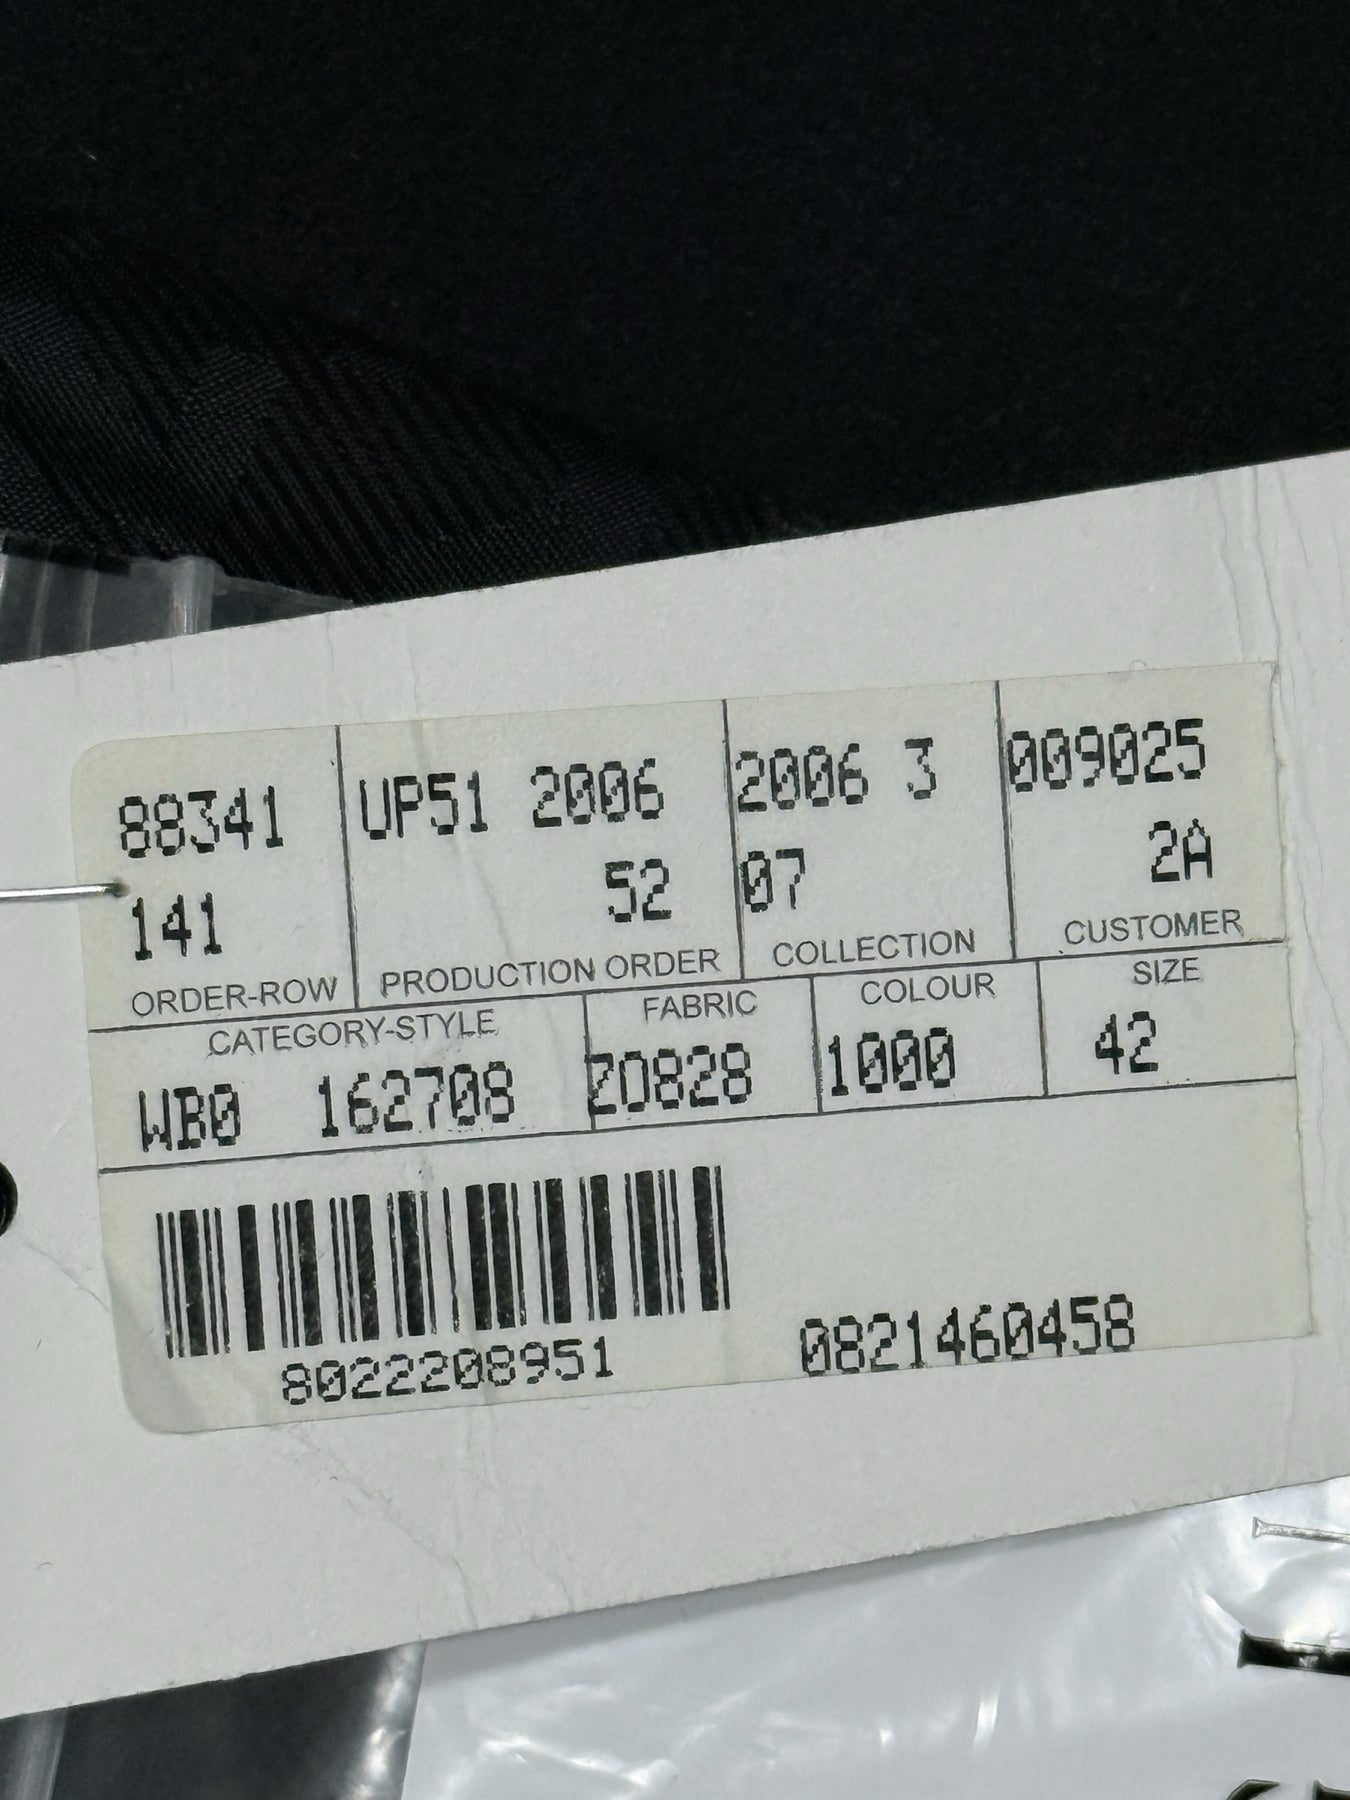 88341
141
ORDER-ROW
UP51 2006
52
PRODUCTION ORDER
2006 3
07
COLLECTION
009025
2A
CUSTOMER
CATEGORY-STYLE
WB0 162708
FABRIC
Z0828
COLOUR
1000
SIZE
42
8022208951
0821460458